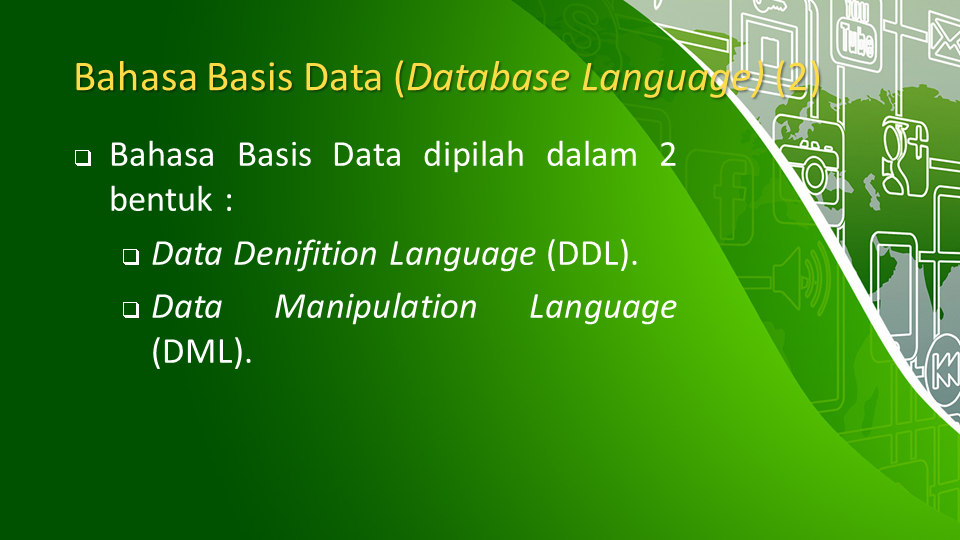 Bahasa Basis Data (Database Language) (2)
Bahasa Basis Data dipilah dalam 2
bentuk :
Data Denifition Language (DDL).
Data Manipulation Language
(DML).
You
Tube